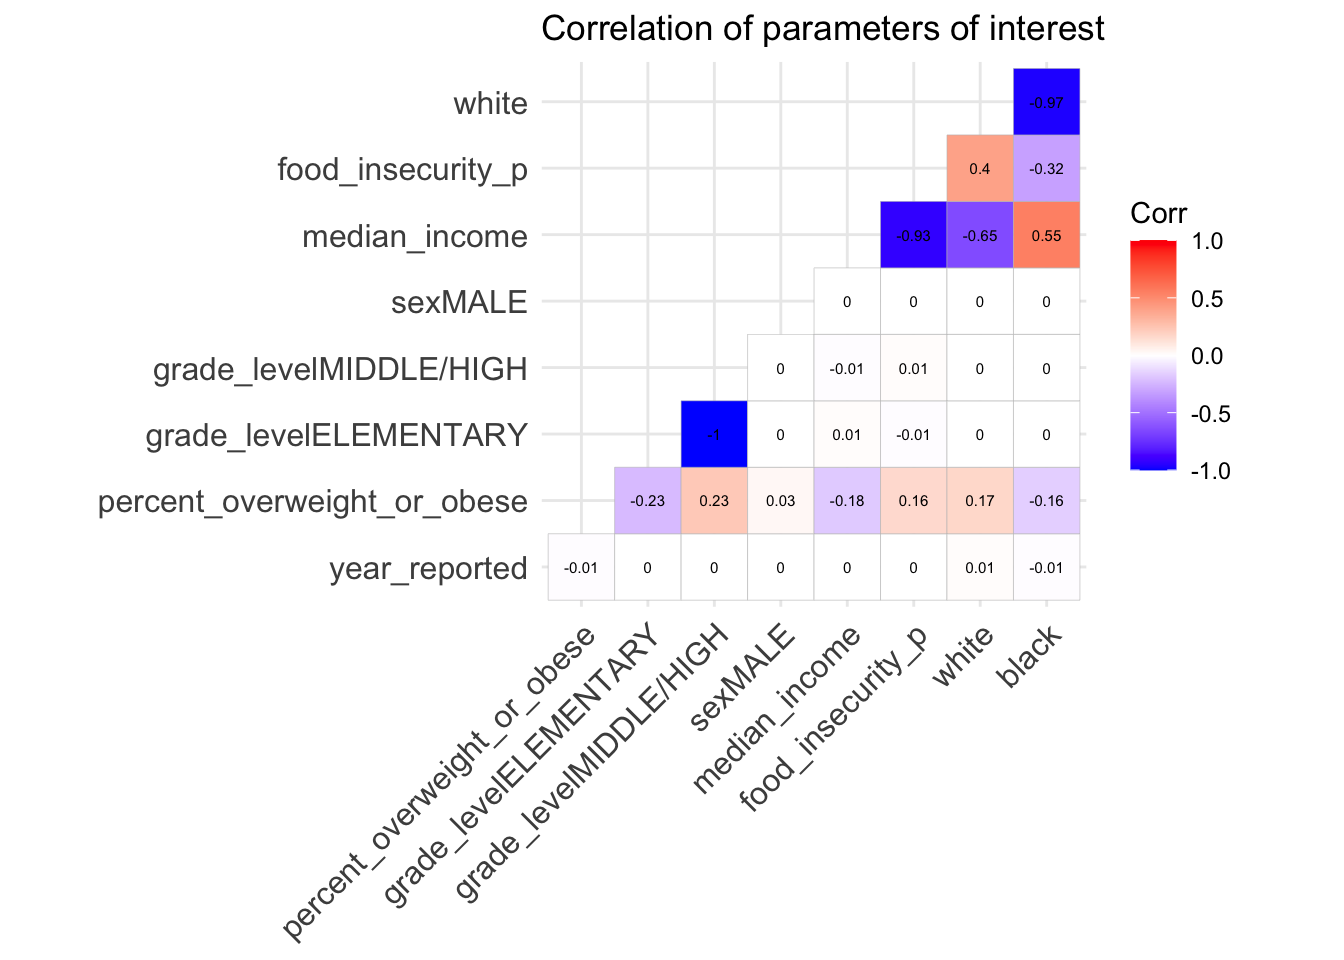 Correlation of parameters of interest
white -0.97
food_insecurity_p 0.4 -0.32
median_income -0.93 -0.65 0.55
sexMALE 0 0 0 0
grade_levelMIDDLE/HIGH 0 -0.01 0.01 0 0
grade_levelELEMENTARY -1 0 0.01 -0.01 0 0
percent_overweight_or_obese -0.23 0.23 0.03 -0.18 0.16 0.17 -0.16
year_reported -0.01 0 0 0 0 0 0.01 -0.01
percent_overweight_or_obese
grade_levelELEMENTARY
grade_levelMIDDLE/HIGH
sexMALE
median_income
food_insecurity_p
white
black
Corr
1.0
0.5
0.0
-0.5
-1.0